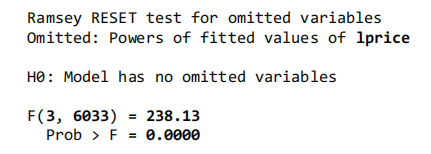 Ramsey RESET test for omitted variables
Omitted: Powers of fitted values of lprice
H0: Model has no omitted variables
F(3, 6033) = 238.13
Prob > F = 0.0000